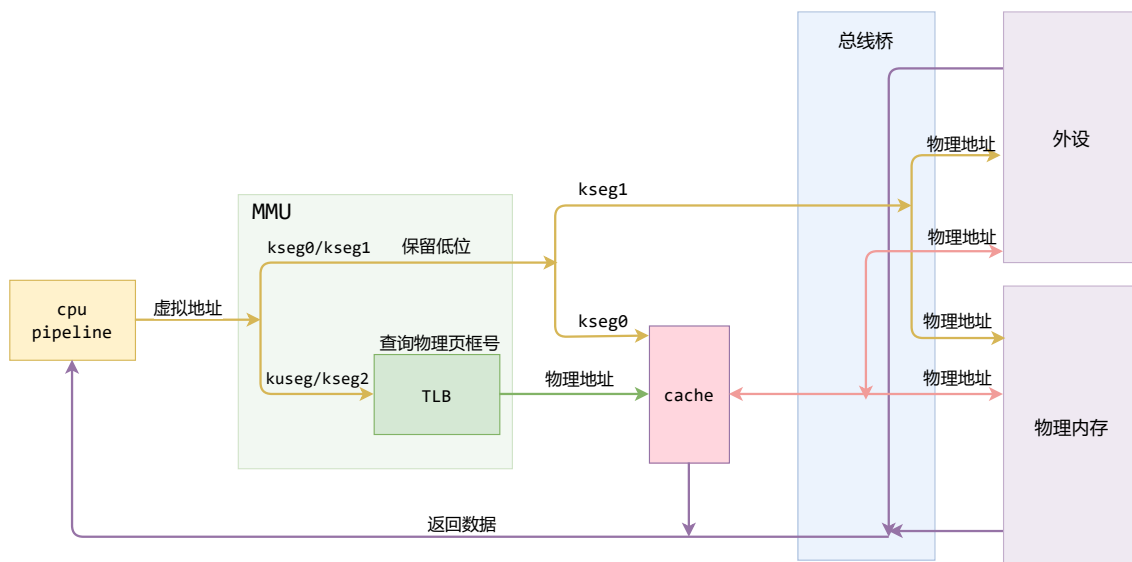 总线桥
外设
物理地址
kseg1
MMU
kseg0/kseg1
保留低位
物理地址
cpu
pipeline
虚拟地址
kseg0
物理地址
查询物理页框号
kuseg/kseg2
TLB
物理地址
cache
物理地址
物理内存
返回数据